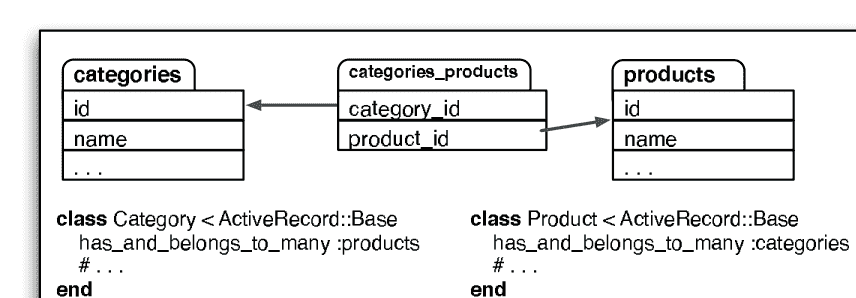 categories
id
name
. . .
categories_products
category_id
product_id
products
id
name
. . .
class Category < ActiveRecord::Base
has_and_belongs_to_many :products
# . . .
end
class Product < ActiveRecord::Base
has_and_belongs_to_many :categories
# . . .
end